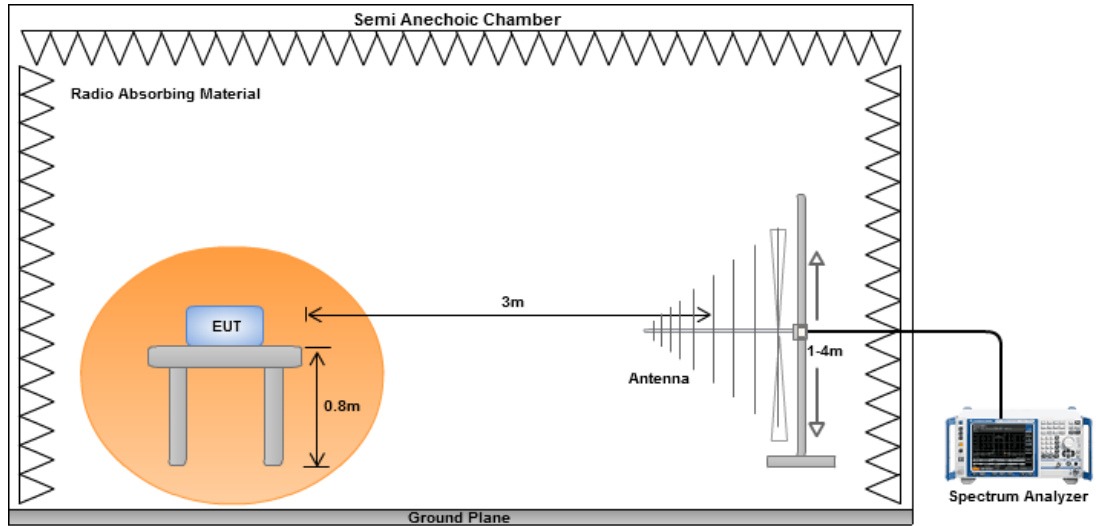 Semi Anechoic Chamber
Radio Absorbing Material
3m
EUT
1-4m
Antenna
0.8m
Spectrum Analyzer
Ground Plane